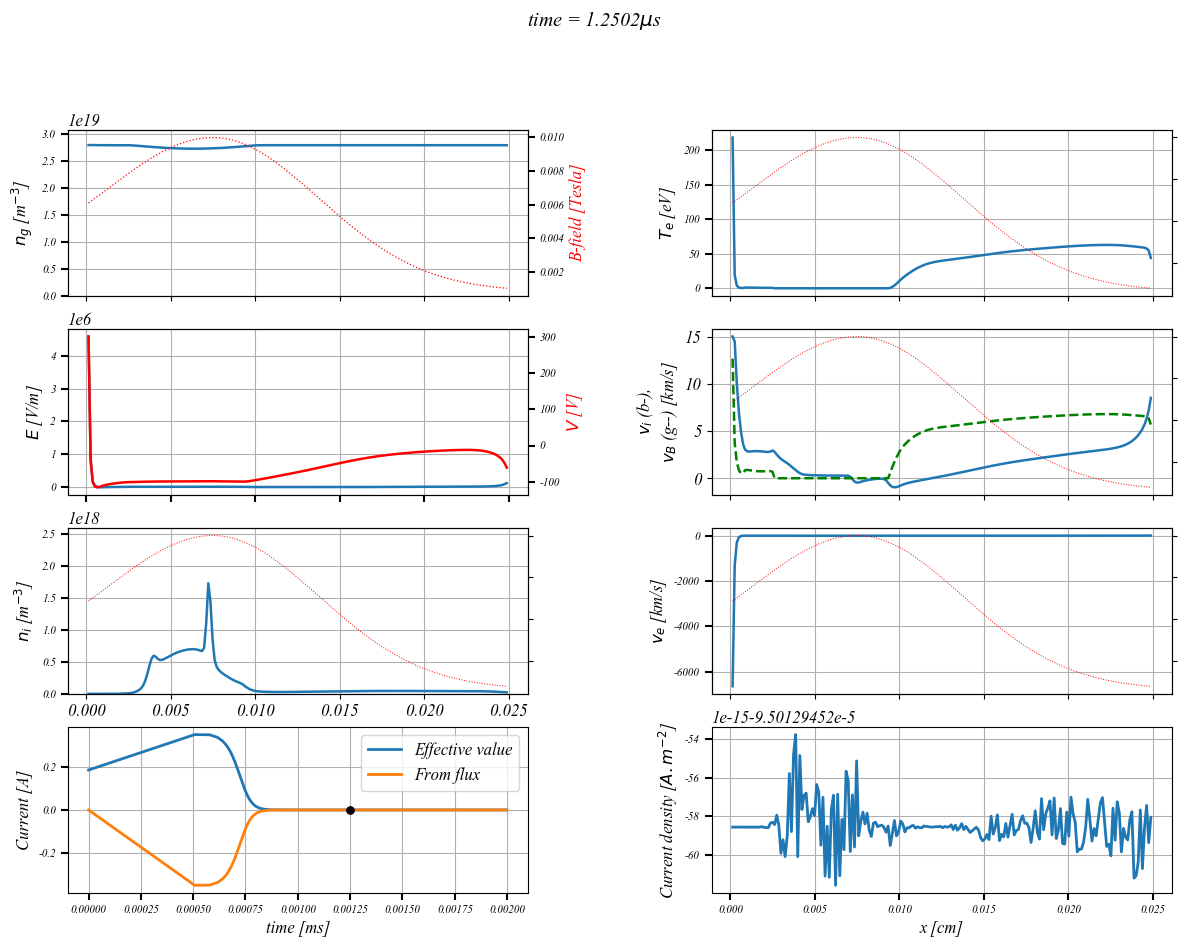 time = 1.2502μs
1e19
3.0
2.5
2.0
1.5
1.0
0.5
0.0
n_g [m^{-3}]
0.010
0.008
0.006
0.004
0.002
B-field [Tesla]
200
150
100
50
0
T_e [eV]
1e6
4
3
2
1
0
E [V/m]
300
200
100
0
-100
V [V]
15
10
5
0
v_i (b-),
v_B (g--) [km/s]
1e18
2.5
2.0
1.5
1.0
0.5
0.0
n_i [m^{-3}]
0.000 0.005 0.010 0.015 0.020 0.025
0
-2000
-4000
-6000
v_e [km/s]
0.2
0.0
-0.2
Current [A]
Effective value
From flux
0.00000 0.00025 0.00050 0.00075 0.00100 0.00125 0.00150 0.00175 0.00200
time [ms]
1e-15-9.50129452e-5
-54
-56
-58
-60
Current density [A.m^{-2}]
0.000 0.005 0.010 0.015 0.020 0.025
x [cm]